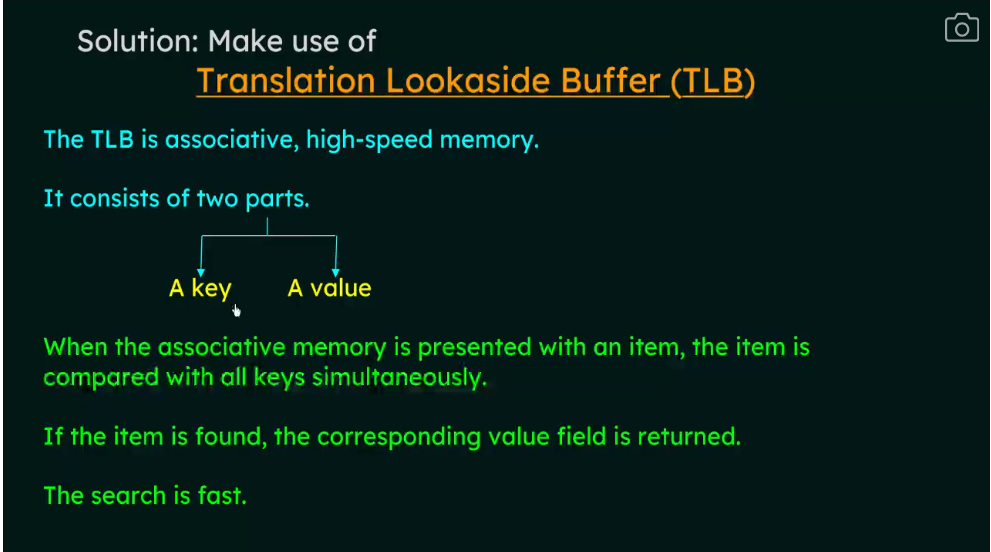 Solution: Make use of
Translation Lookaside Buffer (TLB)
The TLB is associative, high-speed memory.
It consists of two parts.
A key A value
When the associative memory is presented with an item, the item is
compared with all keys simultaneously.
If the item is found, the corresponding value field is returned.
The search is fast.